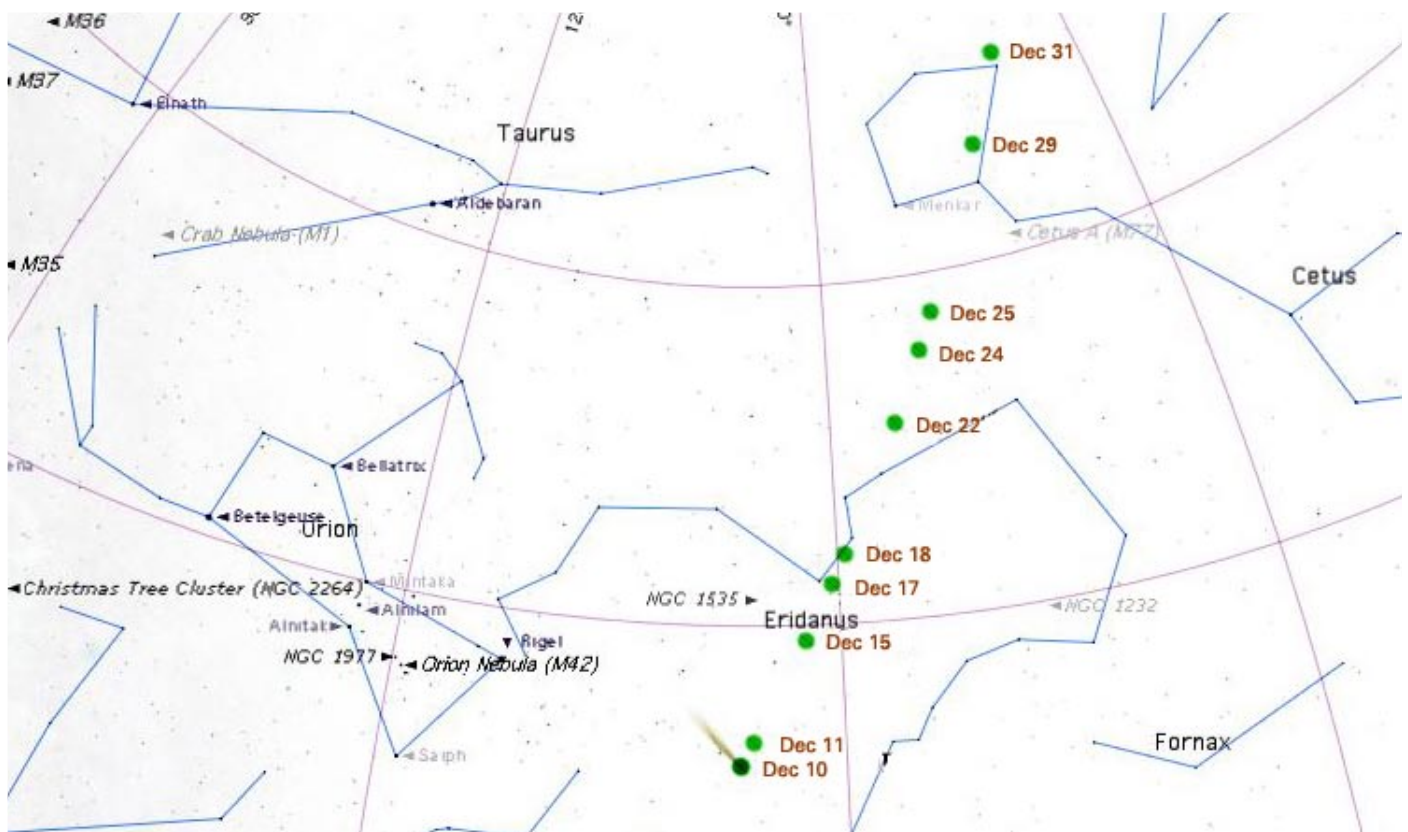 M36
12
Dec 31
M37
Elnath
Taurus
Dec 29
Aldebaran
Menkar
Crab Nebula (M1)
Cetus A (M77)
M35
Cetus
Dec 25
Dec 24
Dec 22
Bellatrix
Betelgeuse
Orion
Dec 18
Mintaka
Christmas Tree Cluster (NGC 2264)
Dec 17
NGC 1535
NGC 1232
Alnilam
Eridanus
Alnitak
Rigel
Dec 15
NGC 1977
Orion Nebula (M42)
Dec 11
Fornax
Saiph
Dec 10